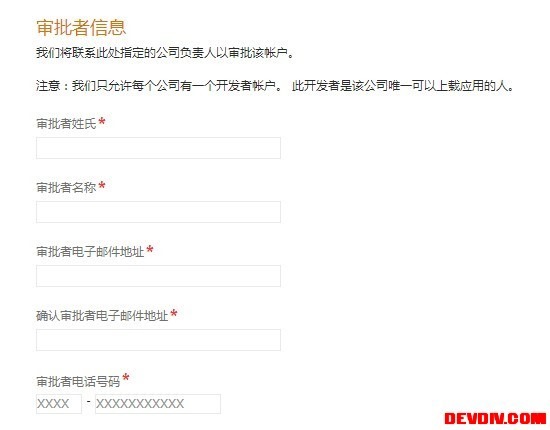 审批者信息
我们将联系此处指定的公司负责人以审批该帐户。
注意：我们只允许每个公司有一个开发者帐户。 此开发者是该公司唯一可以上载应用的人。
审批者姓氏*
审批者名称*
审批者电子邮件地址*
确认审批者电子邮件地址*
审批者电话号码*
XXXX - XXXXXXXXXXX
DEVDIV.COM